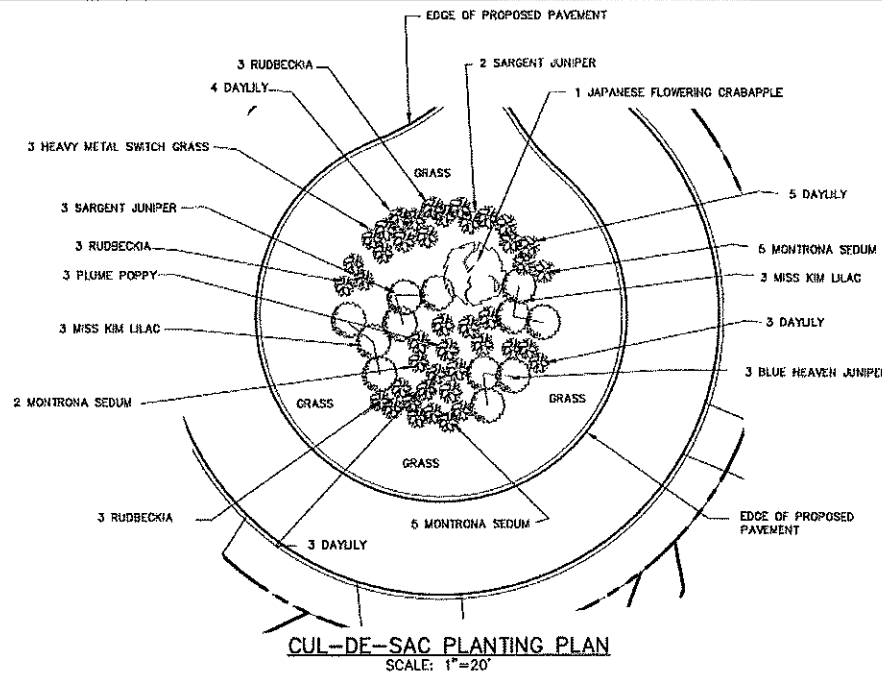 EDGE OF PROPOSED PAVEMENT
3 RUDBECKIA
2 SARGENT JUNIPER
4 DAYLILY
1 JAPANESE FLOWERING CRABAPPLE
3 HEAVY METAL SWITCH GRASS
GRASS
5 DAYLILY
3 SARGENT JUNIPER
3 RUDBECKIA
5 MONTRONA SEDUM
3 PLUME POPPY
3 MISS KIM LILAC
3 MISS KIM LILAC
3 DAYLILY
3 BLUE HEAVEN JUNIPER
2 MONTRONA SEDUM
GRASS
GRASS
GRASS
3 RUDBECKIA
5 MONTRONA SEDUM
EDGE OF PROPOSED
PAVEMENT
3 DAYLILY
CUL-DE-SAC PLANTING PLAN
SCALE: 1"=20'